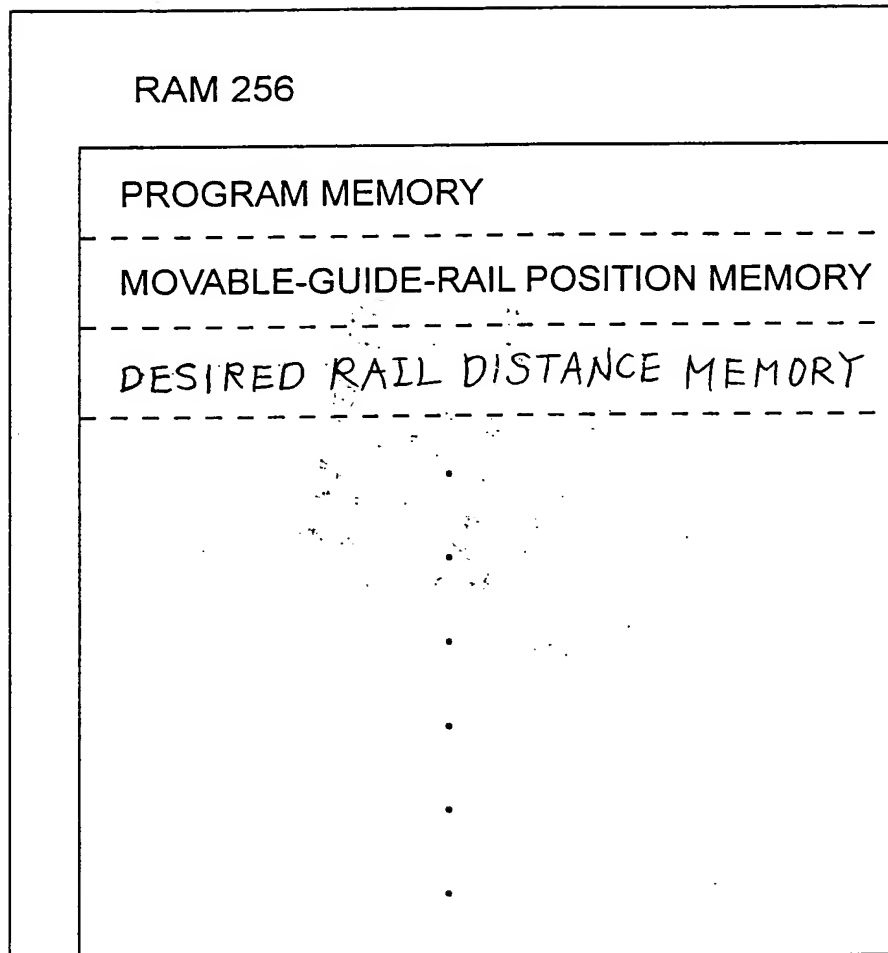 RAM 256
PROGRAM MEMORY
MOVABLE-GUIDE-RAIL POSITION MEMORY
DESIRED RAIL DISTANCE MEMORY